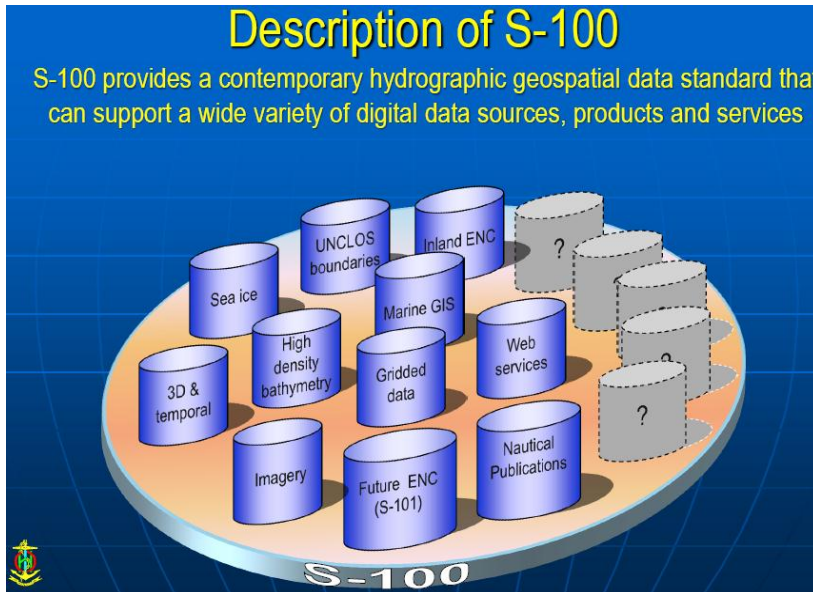 Description of S-100
S-100 provides a contemporary hydrographic geospatial data standard tha
can support a wide variety of digital data sources, products and services
UNCLOS
boundaries
Inland ENC
?
Sea ice
Marine GIS
High
density
bathymetry
Web
services
3D &
temporal
Gridded
data
?
Imagery
Future ENC
(S-101)
Nautical
Publications
S-100